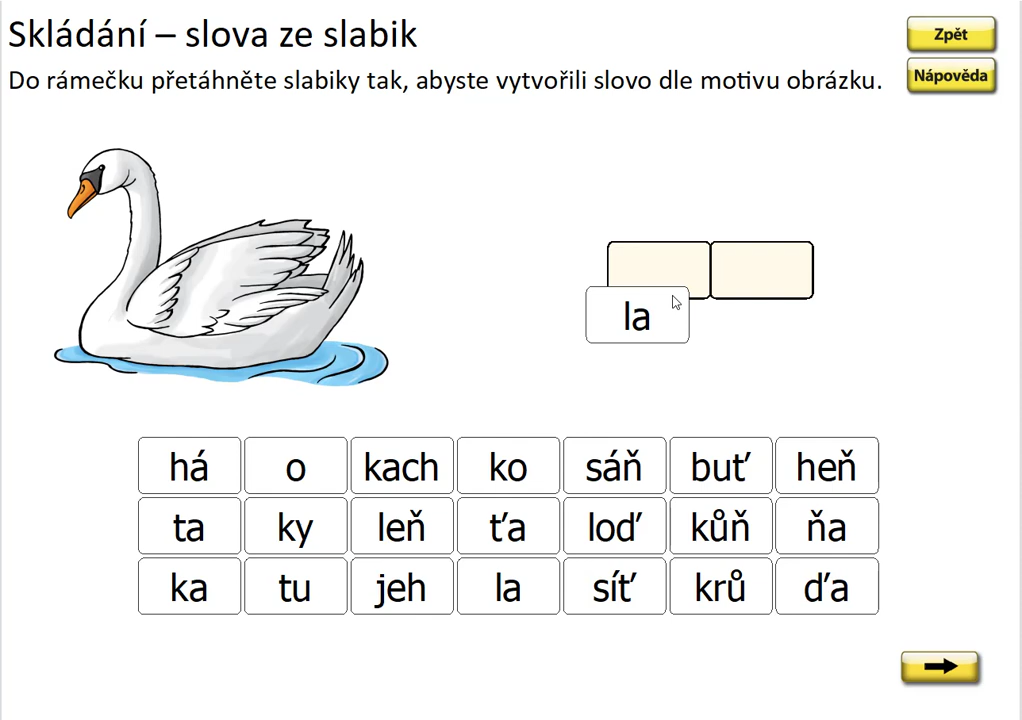 Skládání – slova ze slabik
Zpět
Do rámečku přetáhněte slabiky tak, abyste vytvořili slovo dle motivu obrázku.
Nápověda
la
há o kach ko sáň buť heň
ta ky leň ťa loď kůň ňa
ka tu jeh la síť krů ďa